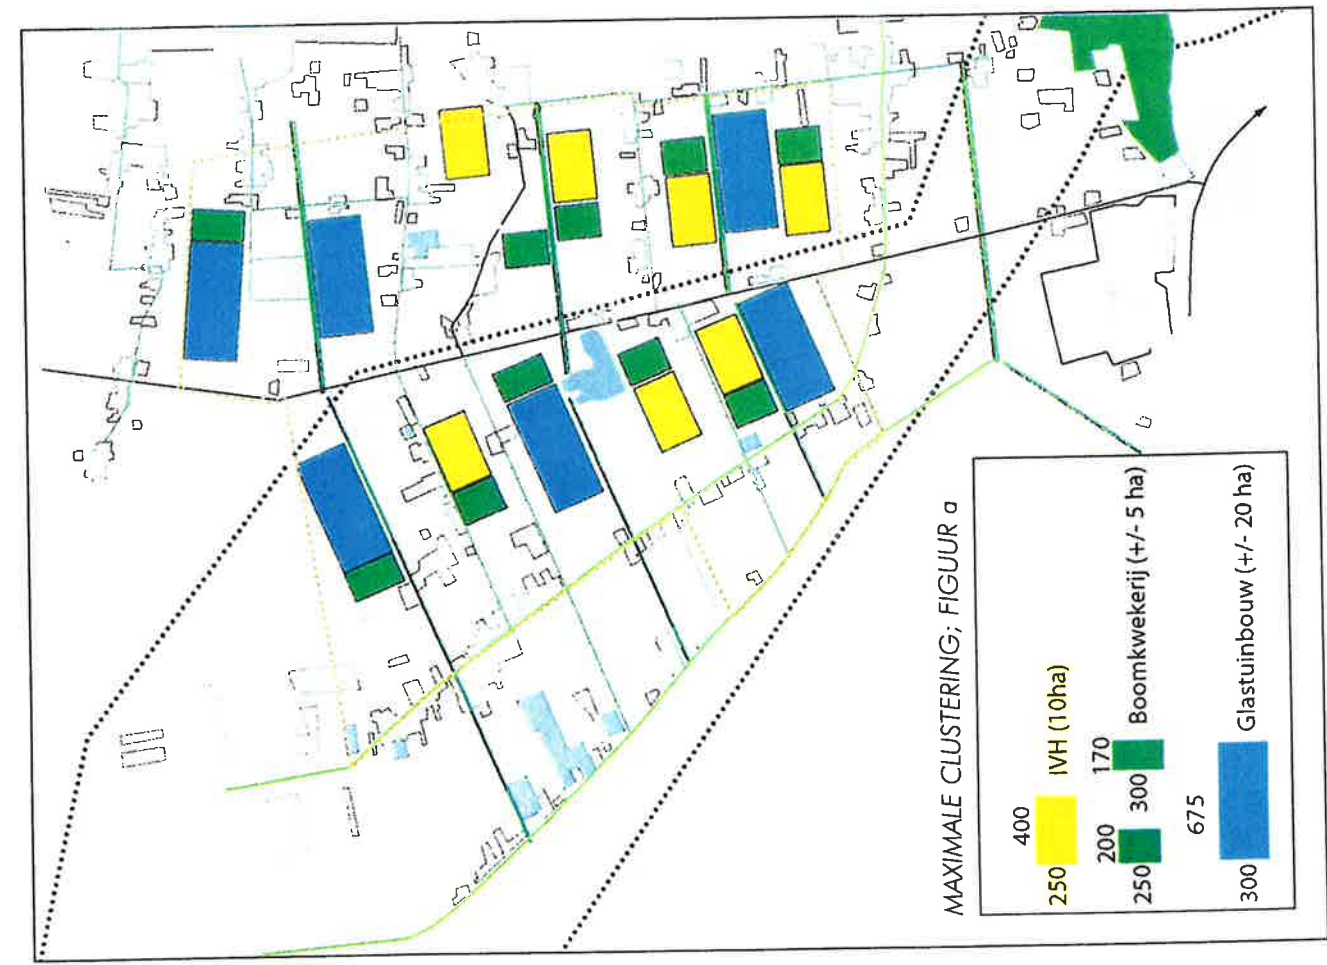 MAXIMALE CLUSTERING; FIGUUR a
400
250 IVH (10ha)
200 170
250 300 Boomkwekerij (+/- 5 ha)
675
300 Glastuinbouw (+/- 20 ha)